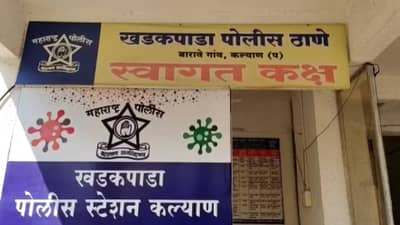 महाराष्ट्र पोलीस
खडकपाडा पोलीस ठाणे
बारावे गांव, कल्याण (प)
स्वागत कक्ष
महाराष्ट्र पोलीस
खडकपाडा
पोलीस स्टेशन कल्याण